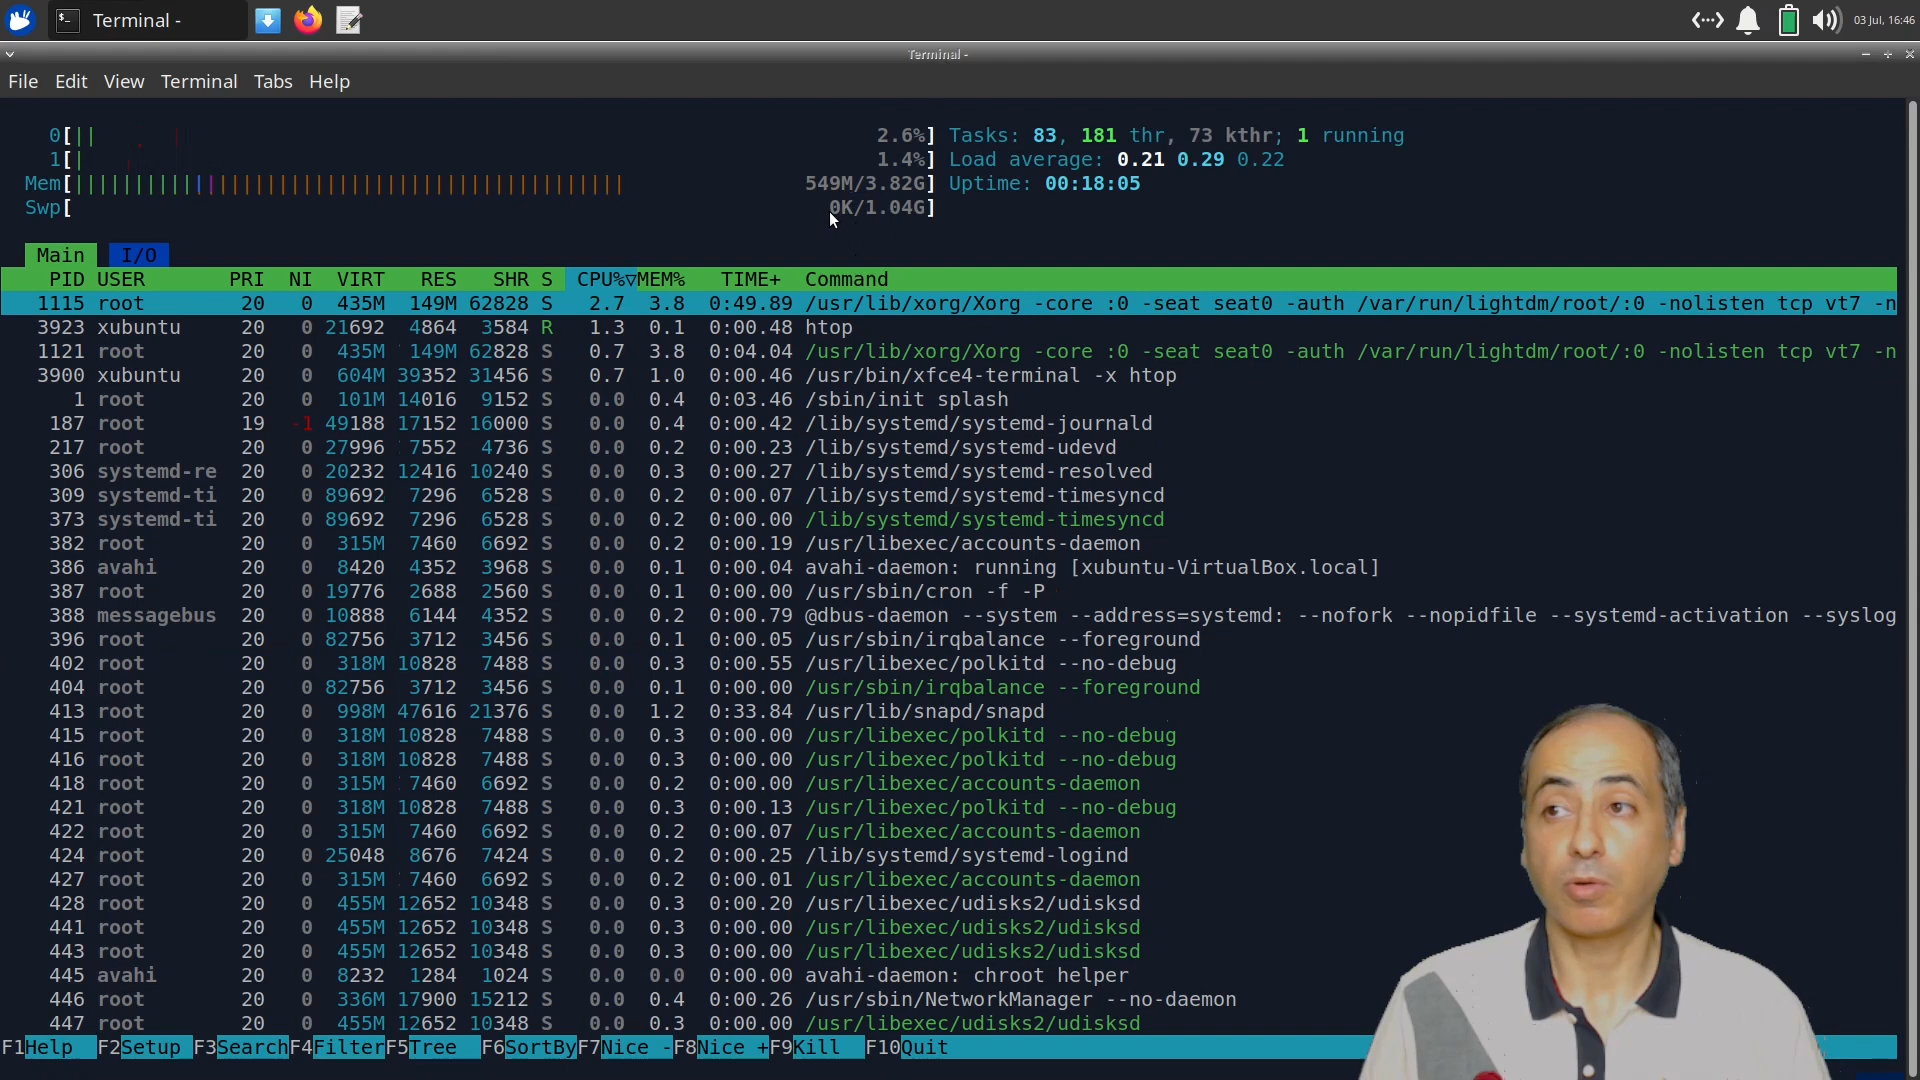 Terminal -
03 Jul, 16:46
Terminal -
File Edit View Terminal Tabs Help
0[|| 2.6%] Tasks: 83, 181 thr, 73 kthr; 1 running
1[| 1.4%] Load average: 0.21 0.29 0.22
Mem[|||||||||||||||||||||||||||||||||||||||||||||| 549M/3.82G] Uptime: 00:18:05
Swp[ 0K/1.04G]
Main I/O
PID USER PRI NI VIRT RES SHR S CPU%▽MEM% TIME+ Command
1115 root 20 0 435M 149M 62828 S 2.7 3.8 0:49.89 /usr/lib/xorg/Xorg -core :0 -seat seat0 -auth /var/run/lightdm/root/:0 -nolisten tcp vt7 -n
3923 xubuntu 20 0 21692 4864 3584 R 1.3 0.1 0:00.48 htop
1121 root 20 0 435M 149M 62828 S 0.7 3.8 0:04.04 /usr/lib/xorg/Xorg -core :0 -seat seat0 -auth /var/run/lightdm/root/:0 -nolisten tcp vt7 -n
3900 xubuntu 20 0 604M 39352 31456 S 0.7 1.0 0:00.46 /usr/bin/xfce4-terminal -x htop
1 root 20 0 101M 14016 9152 S 0.0 0.4 0:03.46 /sbin/init splash
187 root 19 -1 49188 17152 16000 S 0.0 0.4 0:00.42 /lib/systemd/systemd-journald
217 root 20 0 27996 7552 4736 S 0.0 0.2 0:00.23 /lib/systemd/systemd-udevd
306 systemd-re 20 0 20232 12416 10240 S 0.0 0.3 0:00.27 /lib/systemd/systemd-resolved
309 systemd-ti 20 0 89692 7296 6528 S 0.0 0.2 0:00.07 /lib/systemd/systemd-timesyncd
373 systemd-ti 20 0 89692 7296 6528 S 0.0 0.2 0:00.00 /lib/systemd/systemd-timesyncd
382 root 20 0 315M 7460 6692 S 0.0 0.2 0:00.19 /usr/libexec/accounts-daemon
386 avahi 20 0 8420 4352 3968 S 0.0 0.1 0:00.04 avahi-daemon: running [xubuntu-VirtualBox.local]
387 root 20 0 19776 2688 2560 S 0.0 0.1 0:00.00 /usr/sbin/cron -f -P
388 messagebus 20 0 10888 6144 4352 S 0.0 0.2 0:00.79 @dbus-daemon --system --address=systemd: --nofork --nopidfile --systemd-activation --syslog
396 root 20 0 82756 3712 3456 S 0.0 0.1 0:00.05 /usr/sbin/irqbalance --foreground
402 root 20 0 318M 10828 7488 S 0.0 0.3 0:00.55 /usr/libexec/polkitd --no-debug
404 root 20 0 82756 3712 3456 S 0.0 0.1 0:00.00 /usr/sbin/irqbalance --foreground
413 root 20 0 998M 47616 21376 S 0.0 1.2 0:33.84 /usr/lib/snapd/snapd
415 root 20 0 318M 10828 7488 S 0.0 0.3 0:00.00 /usr/libexec/polkitd --no-debug
416 root 20 0 318M 10828 7488 S 0.0 0.3 0:00.00 /usr/libexec/polkitd --no-debug
418 root 20 0 315M 7460 6692 S 0.0 0.2 0:00.00 /usr/libexec/accounts-daemon
421 root 20 0 318M 10828 7488 S 0.0 0.3 0:00.13 /usr/libexec/polkitd --no-debug
422 root 20 0 315M 7460 6692 S 0.0 0.2 0:00.07 /usr/libexec/accounts-daemon
424 root 20 0 25048 8676 7424 S 0.0 0.2 0:00.25 /lib/systemd/systemd-logind
427 root 20 0 315M 7460 6692 S 0.0 0.2 0:00.01 /usr/libexec/accounts-daemon
428 root 20 0 455M 12652 10348 S 0.0 0.3 0:00.20 /usr/libexec/udisks2/udisksd
441 root 20 0 455M 12652 10348 S 0.0 0.3 0:00.00 /usr/libexec/udisks2/udisksd
443 root 20 0 455M 12652 10348 S 0.0 0.3 0:00.00 /usr/libexec/udisks2/udisksd
445 avahi 20 0 8232 1284 1024 S 0.0 0.0 0:00.00 avahi-daemon: chroot helper
446 root 20 0 336M 17900 15212 S 0.0 0.4 0:00.26 /usr/sbin/NetworkManager --no-daemon
447 root 20 0 455M 12652 10348 S 0.0 0.3 0:00.00 /usr/libexec/udisks2/udisksd
F1Help F2Setup F3SearchF4FilterF5Tree F6SortByF7Nice -F8Nice +F9Kill F10Quit